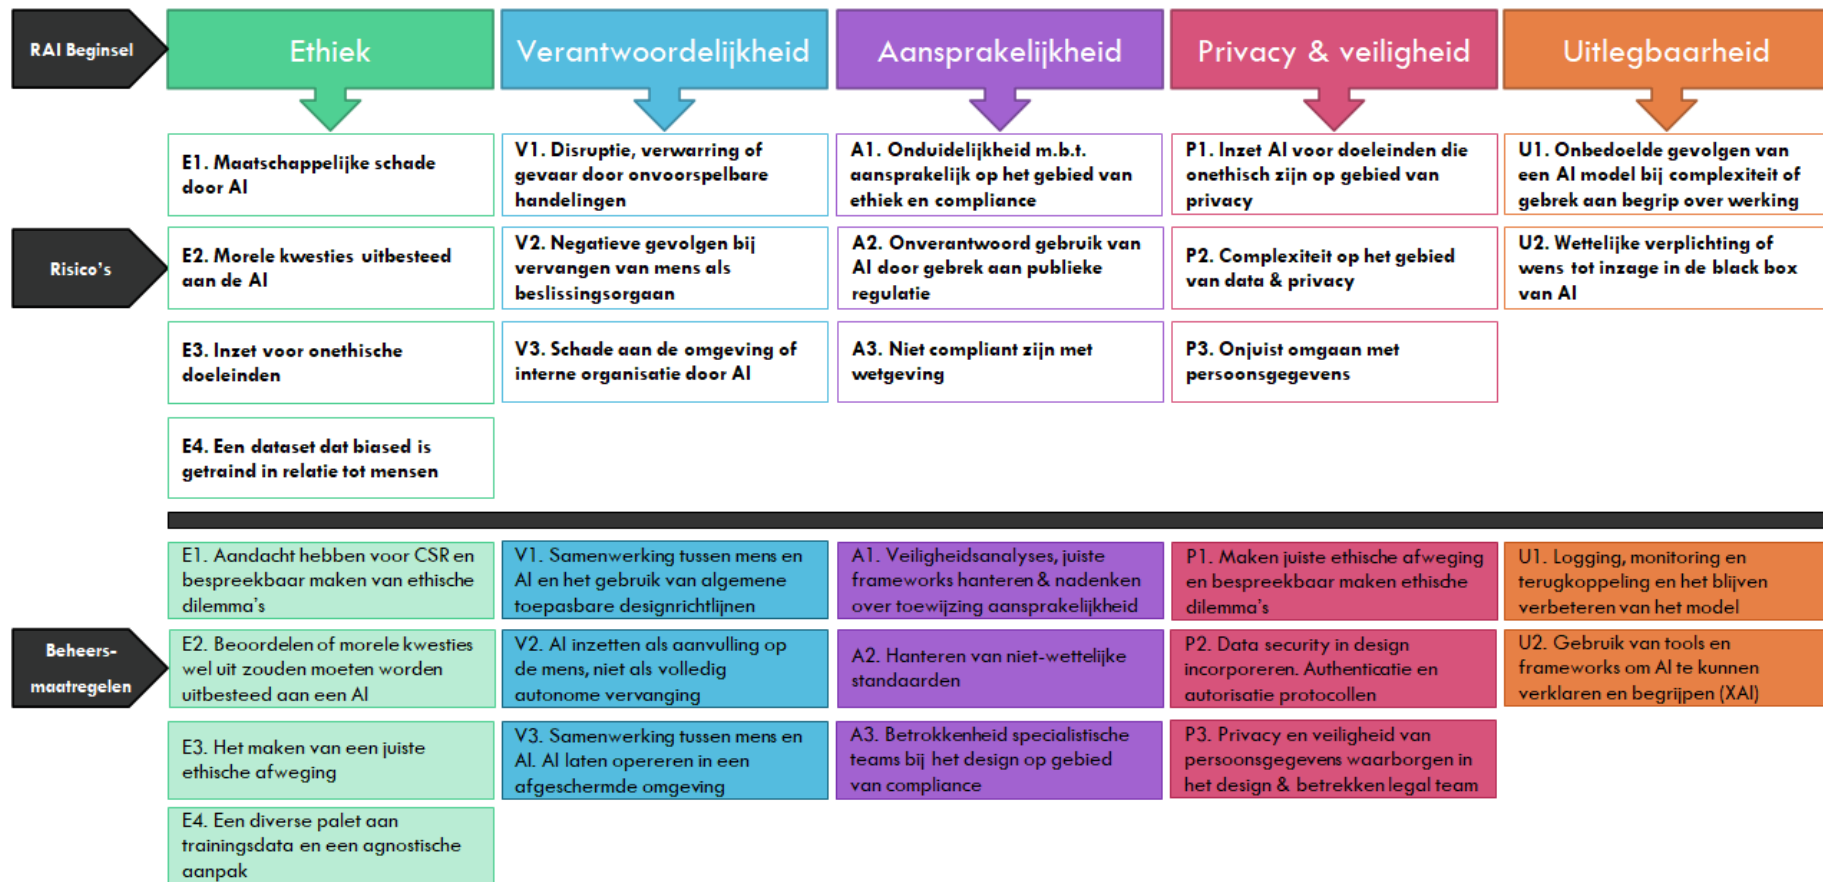 RAI Beginsel
Ethiek
Verantwoordelijkheid
Aansprakelijkheid
Privacy & veiligheid
Uitlegbaarheid
Risico's
E1. Maatschappelijke schade
door AI
V1. Disruptie, verwarring of
gevaar door onvoorspelbare
handelingen
A1. Onduidelijkheid m.b.t.
aansprakelijk op het gebied van
ethiek en compliance
P1. Inzet AI voor doeleinden die
onethisch zijn op gebied van
privacy
U1. Onbedoelde gevolgen van
een AI model bij complexiteit of
gebrek aan begrip over werking
E2. Morele kwesties uitbesteed
aan de AI
V2. Negatieve gevolgen bij
vervangen van mens als
beslissingsorgaan
A2. Onverantwoord gebruik van
AI door gebrek aan publieke
regulatie
P2. Complexiteit op het gebied
van data & privacy
U2. Wettelijke verplichting of
wens tot inzage in de black box
van AI
E3. Inzet voor onethische
doeleinden
V3. Schade aan de omgeving of
interne organisatie door AI
A3. Niet compliant zijn met
wetgeving
P3. Onjuist omgaan met
persoonsgegevens
E4. Een dataset dat biased is
getraind in relatie tot mensen
Beheers-
maatregelen
E1. Aandacht hebben voor CSR en
bespreekbaar maken van ethische
dilemma's
V1. Samenwerking tussen mens en
AI en het gebruik van algemene
toepasbare designrichtlijnen
A1. Veiligheidsanalyses, juiste
frameworks hanteren & nadenken
over toewijzing aansprakelijkheid
P1. Maken juiste ethische afweging
en bespreekbaar maken ethische
dilemma's
U1. Logging, monitoring en
terugkoppeling en het blijven
verbeteren van het model
E2. Beoordelen of morele kwesties
wel uit zouden moeten worden
uitbesteed aan een AI
V2. AI inzetten als aanvulling op
de mens, niet als volledig
autonome vervanging
A2. Hanteren van niet-wettelijke
standaarden
P2. Data security in design
incorporeren. Authenticatie en
autorisatie protocollen
U2. Gebruik van tools en
frameworks om AI te kunnen
verklaren en begrijpen (XAI)
E3. Het maken van een juiste
ethische afweging
V3. Samenwerking tussen mens en
AI. AI laten opereren in een
afgeschermde omgeving
A3. Betrokkenheid specialistische
teams bij het design op gebied
van compliance
P3. Privacy en veiligheid van
persoonsgegevens waarborgen in
het design & betrekken legal team
E4. Een diverse palet aan
trainingsdata en een agnostische
aanpak